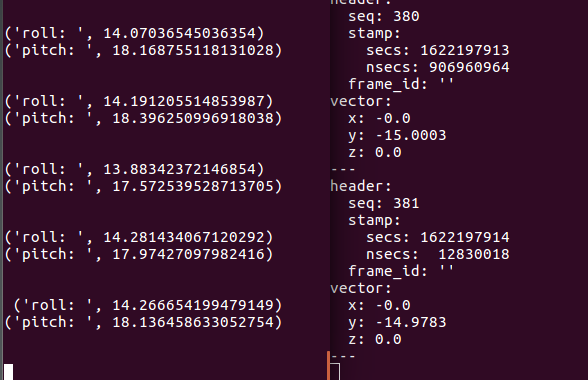 ('roll: ', 14.07036545036354)
('pitch: ', 18.168755118131028)
('roll: ', 14.191205514853987)
('pitch: ', 18.396250996918038)
('roll: ', 13.88342372146854)
('pitch: ', 17.572539528713705)
('roll: ', 14.281434067120292)
('pitch: ', 17.97427097982416)
('roll: ', 14.266654199479149)
('pitch: ', 18.136458633052754)
header:
seq: 380
stamp:
secs: 1622197913
nsecs: 906960964
frame_id: ''
vector:
x: -0.0
y: -15.0003
z: 0.0
---
header:
seq: 381
stamp:
secs: 1622197914
nsecs:  12830018
frame_id: ''
vector:
x: -0.0
y: -14.9783
z: 0.0
---